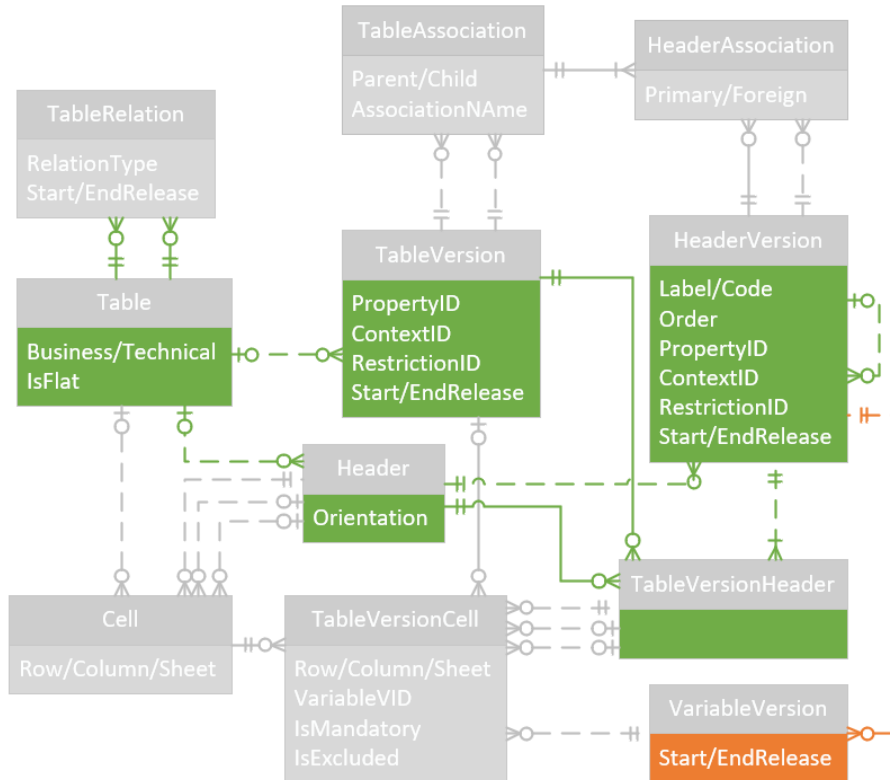 TableAssociation
Parent/Child
AssociationNAme
HeaderAssociation
Primary/Foreign
TableRelation
RelationType
Start/EndRelease
Table
Business/Technical
IsFlat
TableVersion
PropertyID
ContextID
RestrictionID
Start/EndRelease
HeaderVersion
Label/Code
Order
PropertyID
ContextID
RestrictionID
Start/EndRelease
Header
Orientation
Cell
Row/Column/Sheet
TableVersionCell
Row/Column/Sheet
VariableVID
IsMandatory
IsExcluded
TableVersionHeader
VariableVersion
Start/EndRelease